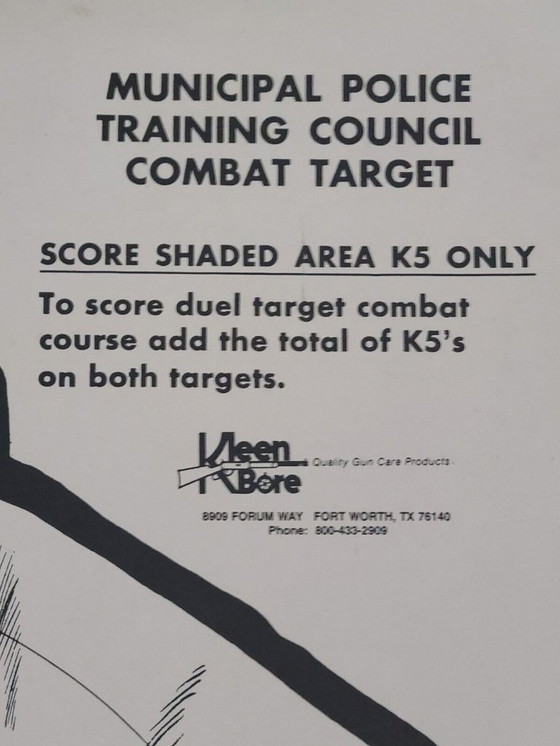 MUNICIPAL POLICE
TRAINING COUNCIL
COMBAT TARGET
SCORE SHADED AREA K5 ONLY
To score duel target combat
course add the total of K5's
on both targets.
Kleen
Bore
Quality Gun Care Products
8909 FORUM WAY FORT WORTH, TX 76140
Phone: 800-433-2909